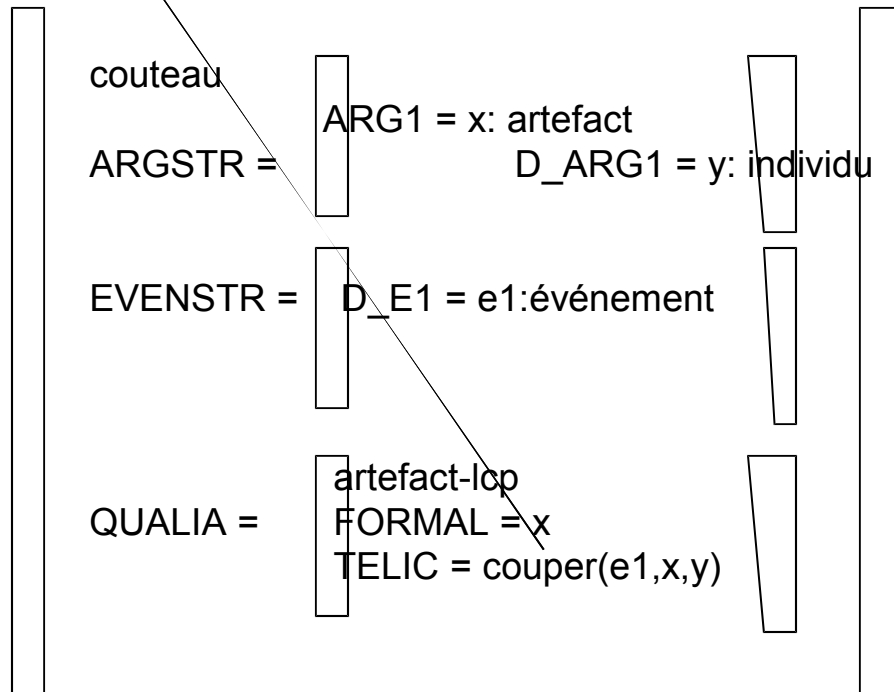 couteau
ARG1 = x: artefact
ARGSTR = D_ARG1 = y: individu
EVENSTR = D_E1 = e1:événement
artefact-lcp
QUALIA = FORMAL = x
TELIC = couper(e1,x,y)